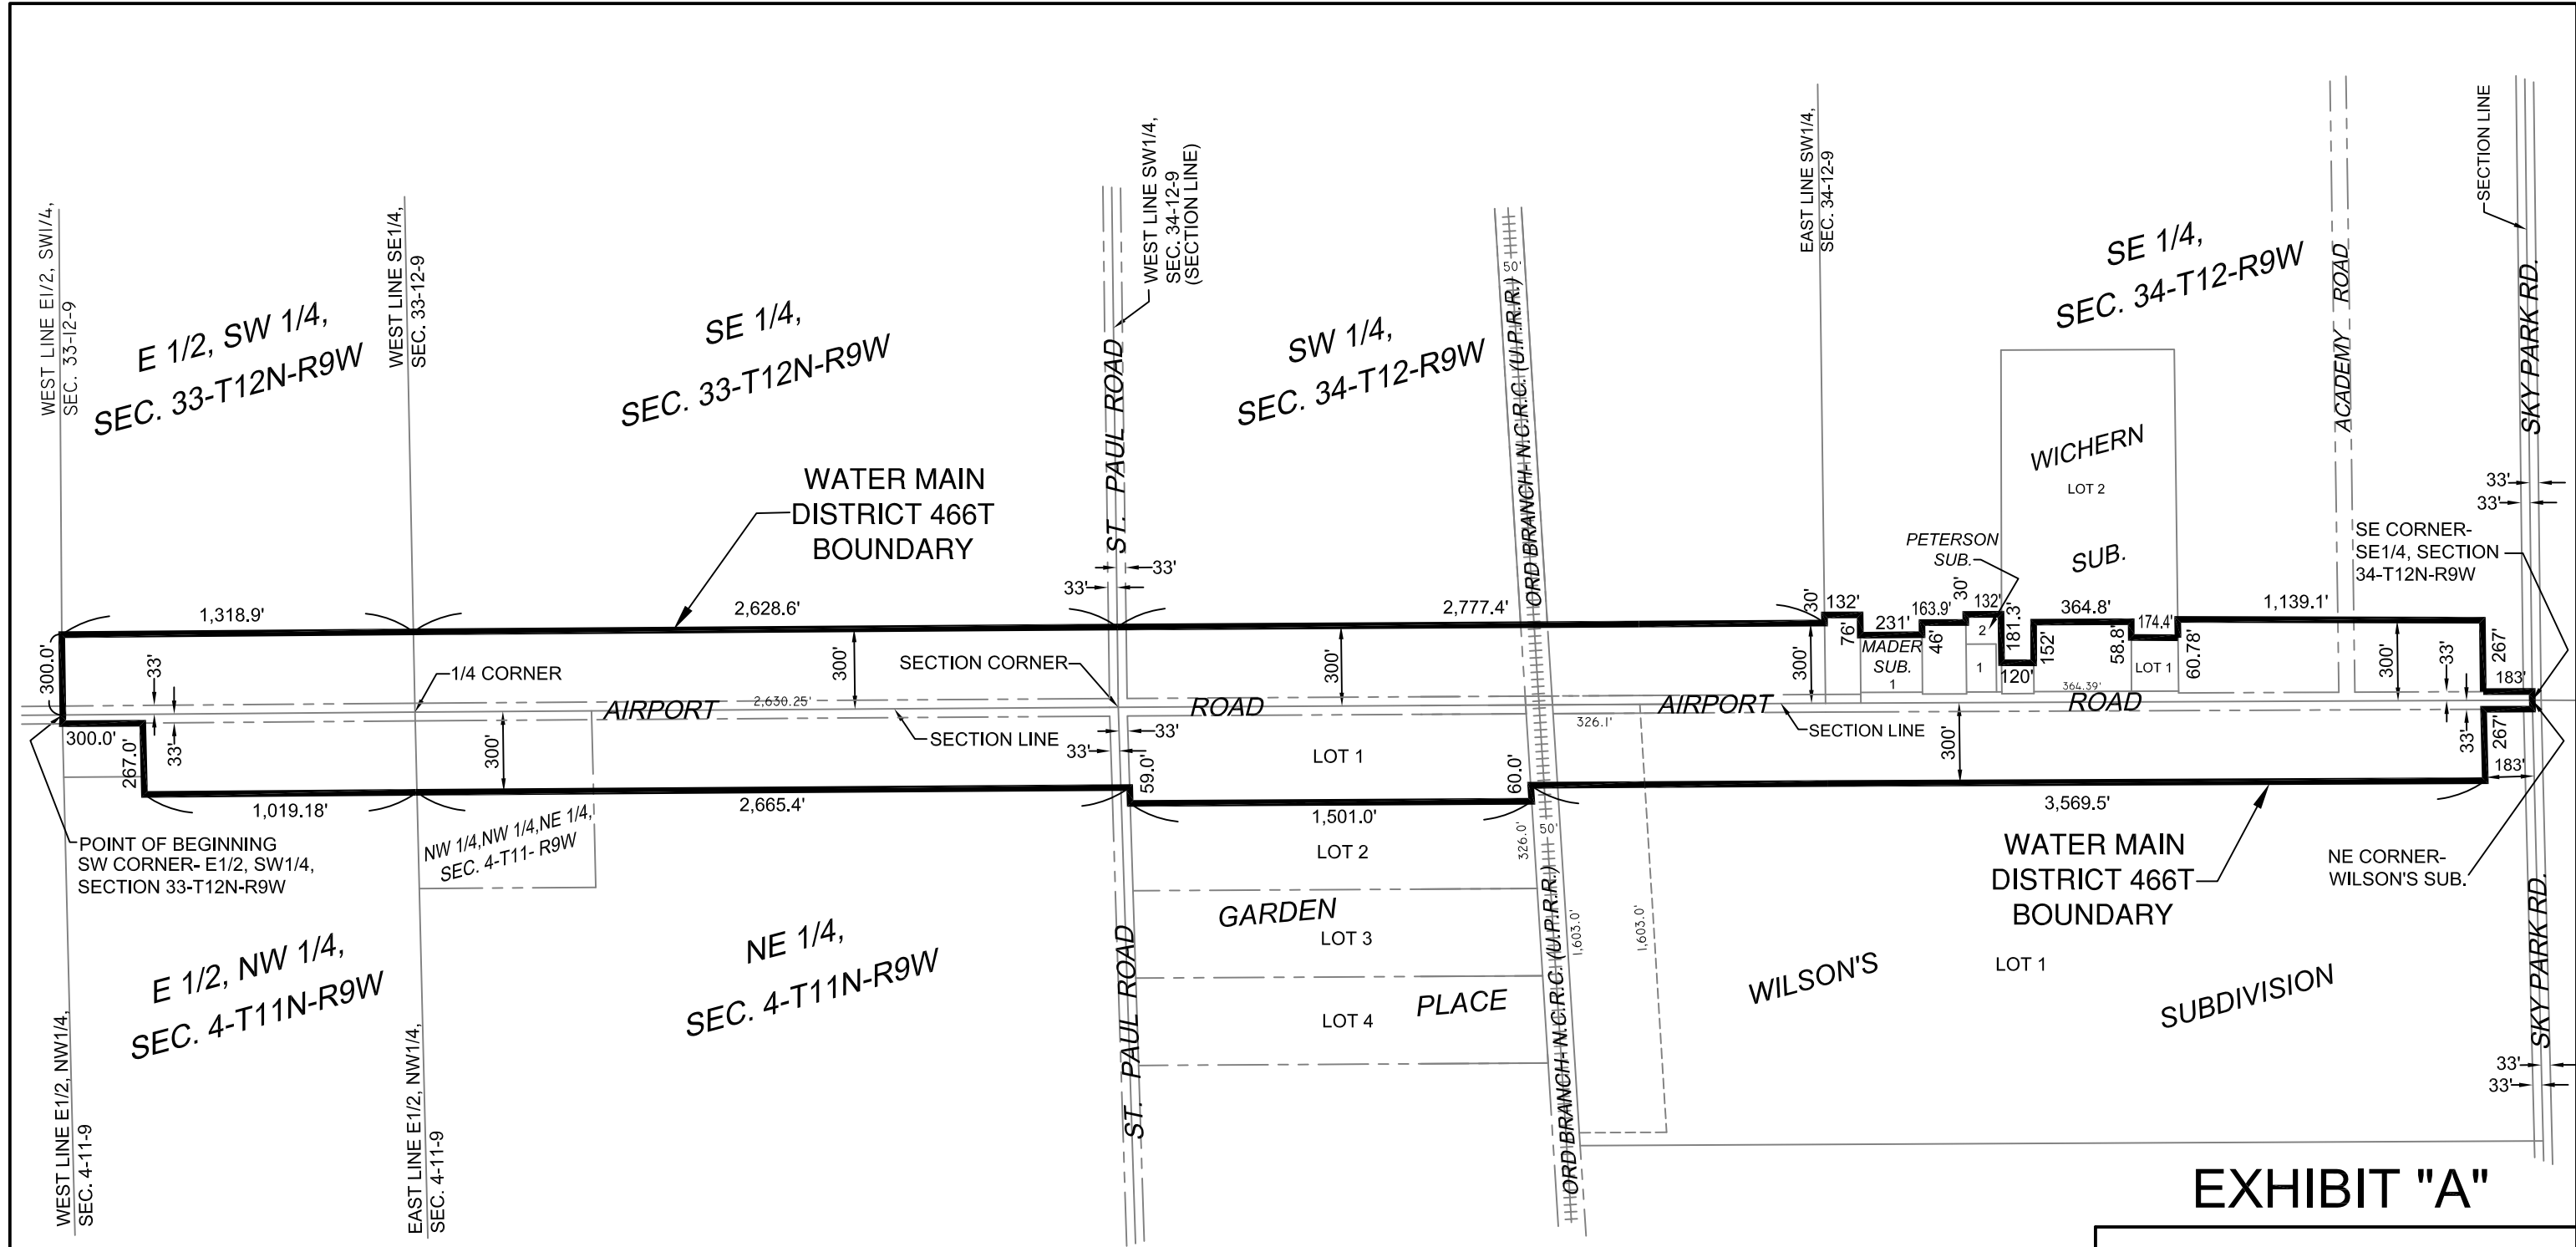 WEST LINE E1/2, SW1/4,
SEC. 33-12-9
WEST LINE SE1/4,
SEC. 33-12-9
WEST LINE SW1/4,
SEC. 34-12-9
(SECTION LINE)
EAST LINE SW1/4,
SEC. 34-12-9
SECTION LINE
E 1/2, SW 1/4,
SEC. 33-T12N-R9W
SE 1/4,
SEC. 33-T12N-R9W
SW 1/4,
SEC. 34-T12-R9W
SE 1/4,
SEC. 34-T12-R9W
ST. PAUL ROAD
50'
ORD BRANCH- N.C.R.C. (U.P.R.R.)
ACADEMY ROAD
SKY PARK RD.
WATER MAIN
DISTRICT 466T
BOUNDARY
WICHERN
LOT 2
SUB.
PETERSON
SUB.
33'
33'
SE CORNER-
SE1/4, SECTION
34-T12N-R9W
33'
33'
1,318.9'
2,628.6'
2,777.4'
30'
132'
76'
231'
163.9'
46'
30'
132'
181.3'
120'
152'
364.8'
58.8'
174.4'
60.78'
1,139.1'
267'
183'
300.0'
33'
33'
1/4 CORNER
300'
SECTION CORNER
300'
300'
MADER
SUB.
1
2
1
364.39'
LOT 1
300'
33'
33'
AIRPORT
2,630.25'
ROAD
AIRPORT
ROAD
SECTION LINE
SECTION LINE
326.1'
300.0'
267.0'
300'
33'
33'
59.0'
LOT 1
60.0'
300'
267'
183'
1,019.18'
2,665.4'
1,501.0'
3,569.5'
POINT OF BEGINNING
SW CORNER- E1/2, SW1/4,
SECTION 33-T12N-R9W
NW 1/4,NW 1/4,NE 1/4,
SEC. 4-T11- R9W
LOT 2
326.0'
50'
WATER MAIN
DISTRICT 466T
BOUNDARY
NE CORNER-
WILSON'S SUB.
E 1/2, NW 1/4,
SEC. 4-T11N-R9W
NE 1/4,
SEC. 4-T11N-R9W
GARDEN
LOT 3
PLACE
LOT 4
1,603.0'
1,603.0'
WILSON'S
LOT 1
SUBDIVISION
WEST LINE E1/2, NW1/4,
SEC. 4-11-9
EAST LINE E1/2, NW1/4,
SEC. 4-11-9
ST. PAUL ROAD
ORD BRANCH- N.C.R.C. (U.P.R.R.)
SKY PARK RD.
33'
33'
EXHIBIT "A"